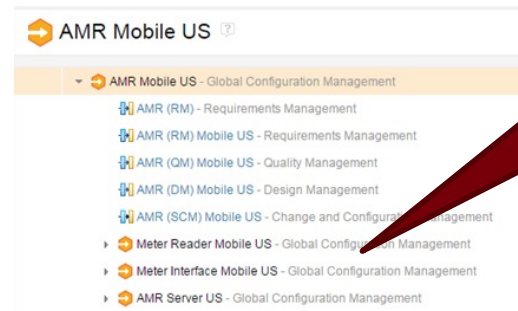 AMR Mobile US
AMR Mobile US - Global Configuration Management
AMR (RM) - Requirements Management
AMR (RM) Mobile US - Requirements Management
AMR (QM) Mobile US - Quality Management
AMR (DM) Mobile US - Design Management
AMR (SCM) Mobile US - Change and Configuration Management
Meter Reader Mobile US - Global Configuration Management
Meter Interface Mobile US - Global Configuration Management
AMR Server US - Global Configuration Management